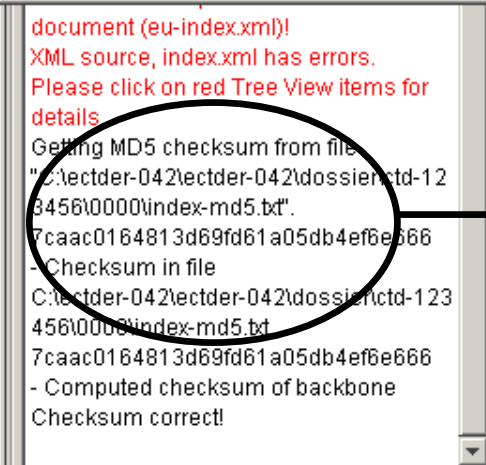 document (eu-index.xml)!
XML source, index.xml has errors.
Please click on red Tree View items for
details.
Getting MD5 checksum from file
"C:\ectder-042\ectder-042\dossier\ctd-12
3456\0000\index-md5.txt".
7caac0164813d69fd61a05db4ef6e666
- Checksum in file
C:\ectder-042\ectder-042\dossier\ctd-123
456\0000\index-md5.txt
7caac0164813d69fd61a05db4ef6e666
- Computed checksum of backbone
Checksum correct!